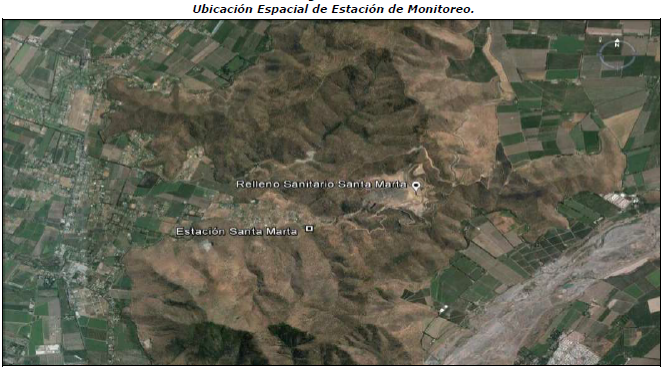 Ubicación Espacial de Estación de Monitoreo.
Relleno Sanitario Santa Marta
Estación Santa Marta